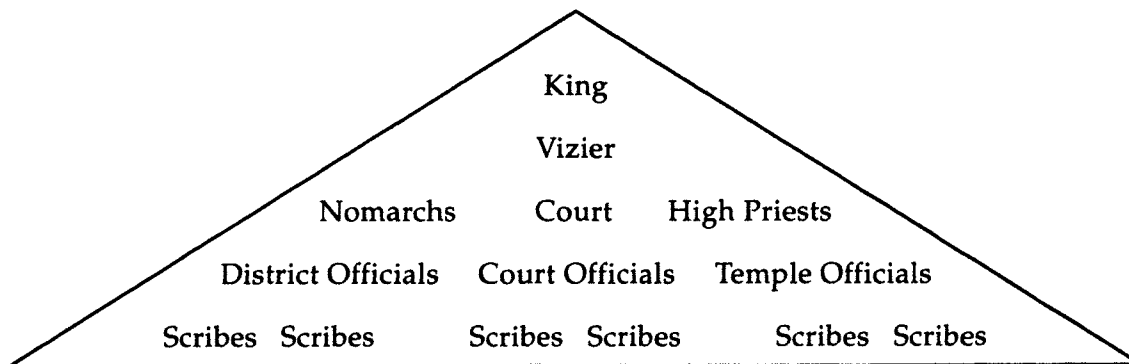 King
Vizier
Nomarchs Court High Priests
District Officials Court Officials Temple Officials
Scribes Scribes Scribes Scribes Scribes Scribes